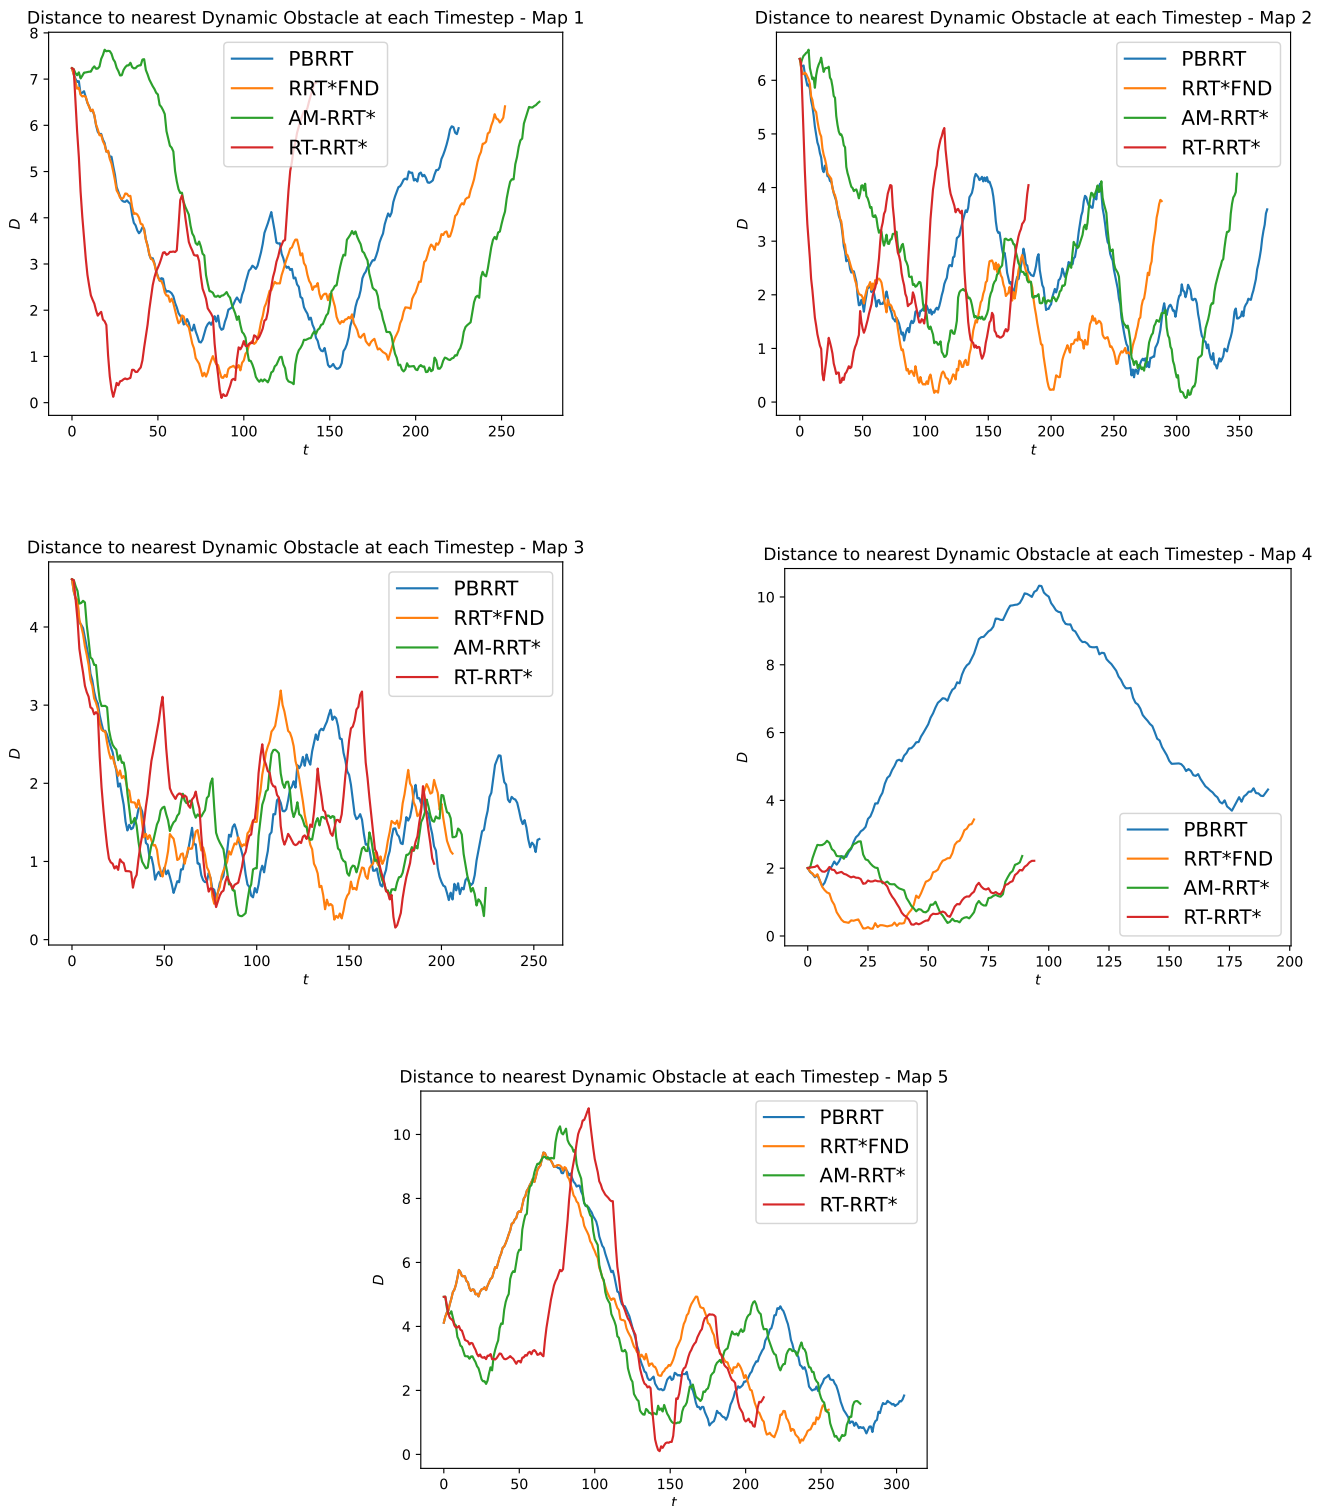 Distance to nearest Dynamic Obstacle at each Timestep - Map 1
8
7
6
5
4
3
2
1
0
D
PBRRT
RRT*FND
AM-RRT*
RT-RRT*
0 50 100 150 200 250
t
Distance to nearest Dynamic Obstacle at each Timestep - Map 2
6
5
4
3
2
1
0
D
PBRRT
RRT*FND
AM-RRT*
RT-RRT*
0 50 100 150 200 250 300 350
t
Distance to nearest Dynamic Obstacle at each Timestep - Map 3
4
3
2
1
0
D
PBRRT
RRT*FND
AM-RRT*
RT-RRT*
0 50 100 150 200 250
t
Distance to nearest Dynamic Obstacle at each Timestep - Map 4
10
8
6
4
2
0
D
PBRRT
RRT*FND
AM-RRT*
RT-RRT*
0 25 50 75 100 125 150 175 200
t
Distance to nearest Dynamic Obstacle at each Timestep - Map 5
10
8
6
4
2
0
D
PBRRT
RRT*FND
AM-RRT*
RT-RRT*
0 50 100 150 200 250 300
t